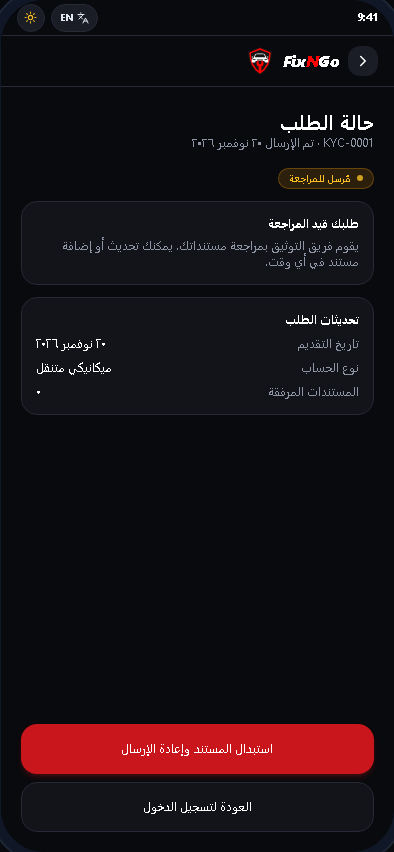 9:41
EN
FixNGo
حالة الطلب
KYC-0001 · تم الإرسال ٢٠ نوفمبر ٢٠٢٦
مُرسل للمراجعة
طلبك قيد المراجعة
يقوم فريق التوثيق بمراجعة مستنداتك. يمكنك تحديث أو إضافة
مستند في أي وقت.
تحديثات الطلب
تاريخ التقديم ٢٠ نوفمبر ٢٠٢٦
نوع الحساب ميكانيكي متنقل
المستندات المرفقة ٠
استبدال المستند وإعادة الإرسال
العودة لتسجيل الدخول